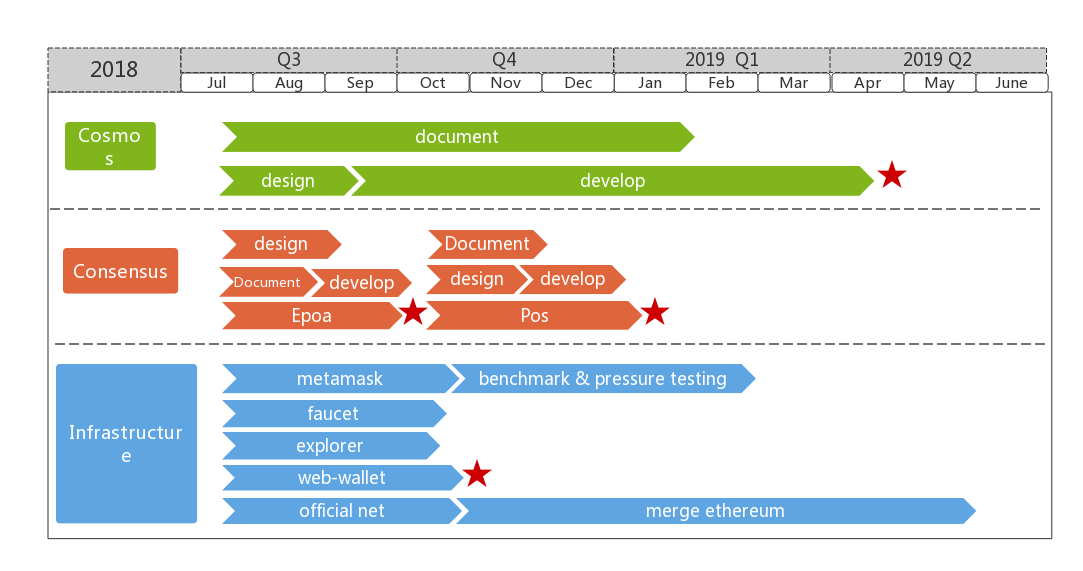 2018
Q3
Q4
2019 Q1
2019 Q2
Jul
Aug
Sep
Oct
Nov
Dec
Jan
Feb
Mar
Apr
May
June
Cosmo
s
document
design
develop
Consensus
design
Document
Document
develop
design
develop
Epoa
Pos
Infrastructur
e
metamask
benchmark & pressure testing
faucet
explorer
web-wallet
official net
merge ethereum